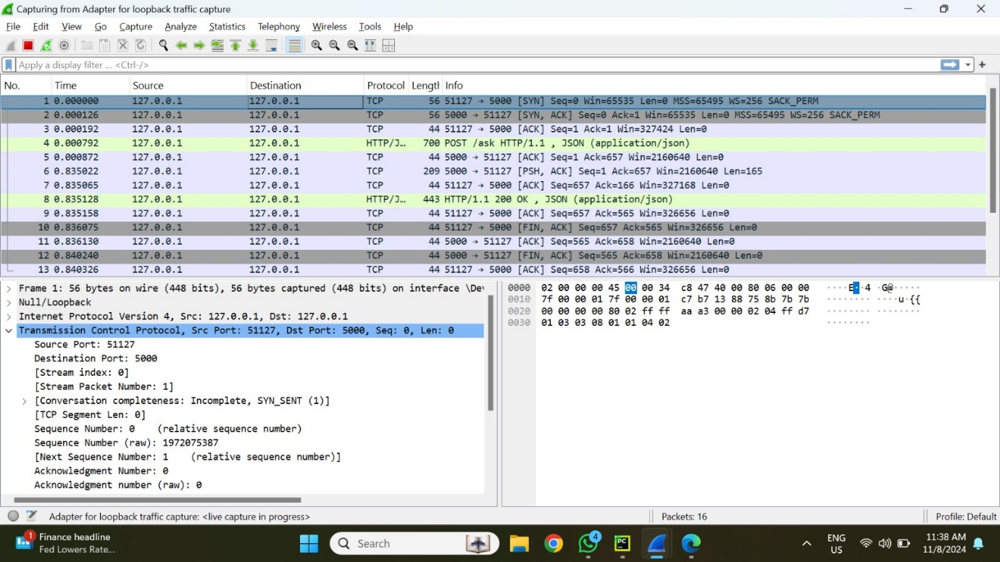 Capturing from Adapter for loopback traffic capture
File Edit View Go Capture Analyze Statistics Telephony Wireless Tools Help
Apply a display filter ... <Ctrl-/>
No. Time Source Destination Protocol Length Info
1 0.000000 127.0.0.1 127.0.0.1 TCP 56 51127 → 5000 [SYN] Seq=0 Win=65535 Len=0 MSS=65495 WS=256 SACK_PERM
2 0.000126 127.0.0.1 127.0.0.1 TCP 56 5000 → 51127 [SYN, ACK] Seq=0 Ack=1 Win=65535 Len=0 MSS=65495 WS=256 SACK_PERM
3 0.000192 127.0.0.1 127.0.0.1 TCP 44 51127 → 5000 [ACK] Seq=1 Ack=1 Win=327424 Len=0
4 0.000792 127.0.0.1 127.0.0.1 HTTP/J… 700 POST /ask HTTP/1.1 , JSON (application/json)
5 0.000872 127.0.0.1 127.0.0.1 TCP 44 5000 → 51127 [ACK] Seq=1 Ack=657 Win=2160640 Len=0
6 0.835022 127.0.0.1 127.0.0.1 TCP 209 5000 → 51127 [PSH, ACK] Seq=1 Ack=657 Win=2160640 Len=165
7 0.835065 127.0.0.1 127.0.0.1 TCP 44 51127 → 5000 [ACK] Seq=657 Ack=166 Win=327168 Len=0
8 0.835128 127.0.0.1 127.0.0.1 HTTP/J… 443 HTTP/1.1 200 OK , JSON (application/json)
9 0.835158 127.0.0.1 127.0.0.1 TCP 44 51127 → 5000 [ACK] Seq=657 Ack=565 Win=326656 Len=0
10 0.836075 127.0.0.1 127.0.0.1 TCP 44 51127 → 5000 [FIN, ACK] Seq=657 Ack=565 Win=326656 Len=0
11 0.836130 127.0.0.1 127.0.0.1 TCP 44 5000 → 51127 [ACK] Seq=565 Ack=658 Win=2160640 Len=0
12 0.840240 127.0.0.1 127.0.0.1 TCP 44 5000 → 51127 [FIN, ACK] Seq=565 Ack=658 Win=2160640 Len=0
13 0.840326 127.0.0.1 127.0.0.1 TCP 44 51127 → 5000 [ACK] Seq=658 Ack=566 Win=326656 Len=0
Frame 1: 56 bytes on wire (448 bits), 56 bytes captured (448 bits) on interface \Dev
Null/Loopback
Internet Protocol Version 4, Src: 127.0.0.1, Dst: 127.0.0.1
Transmission Control Protocol, Src Port: 51127, Dst Port: 5000, Seq: 0, Len: 0
Source Port: 51127
Destination Port: 5000
[Stream index: 0]
[Stream Packet Number: 1]
[Conversation completeness: Incomplete, SYN_SENT (1)]
[TCP Segment Len: 0]
Sequence Number: 0 (relative sequence number)
Sequence Number (raw): 1972075387
[Next Sequence Number: 1 (relative sequence number)]
Acknowledgment Number: 0
Acknowledgment number (raw): 0
0000 02 00 00 00 45 00 00 34 c8 47 40 00 80 06 00 00 ····E··4 ·G@·····
0010 7f 00 00 01 7f 00 00 01 c7 b7 13 88 75 8b 7b 7b ········ ····u·{{
0020 00 00 00 00 80 02 ff ff aa a3 00 00 02 04 ff d7 ········ ········
0030 01 03 03 08 01 01 04 02 ········
Adapter for loopback traffic capture: <live capture in progress>
Packets: 16
Profile: Default
1
Finance headline
Fed Lowers Rate...
Search
4
PC
ENG
US
11:38 AM
11/8/2024